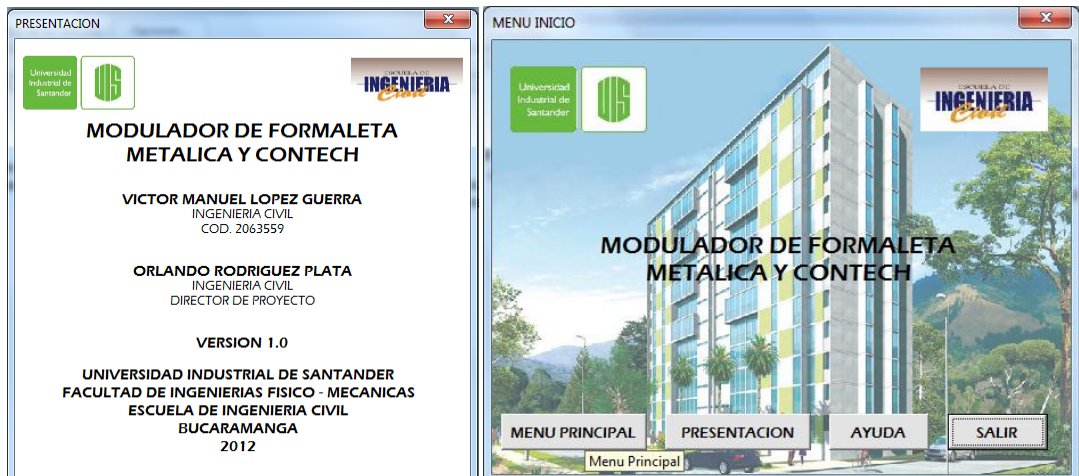 PRESENTACION
Universidad
Industrial de
Santander
UIS
ESCUELA DE
INGENIERIA
Civil
MODULADOR DE FORMALETA
METALICA Y CONTECH
VICTOR MANUEL LOPEZ GUERRA
INGENIERIA CIVIL
COD. 2063559
ORLANDO RODRIGUEZ PLATA
INGENIERIA CIVIL
DIRECTOR DE PROYECTO
VERSION 1.0
UNIVERSIDAD INDUSTRIAL DE SANTANDER
FACULTAD DE INGENIERIAS FISICO - MECANICAS
ESCUELA DE INGENIERIA CIVIL
BUCARAMANGA
2012
MENU INICIO
Universidad
Industrial de
Santander
UIS
ESCUELA DE
INGENIERIA
Civil
MODULADOR DE FORMALETA
METALICA Y CONTECH
MENU PRINCIPAL
PRESENTACION
AYUDA
SALIR
Menu Principal